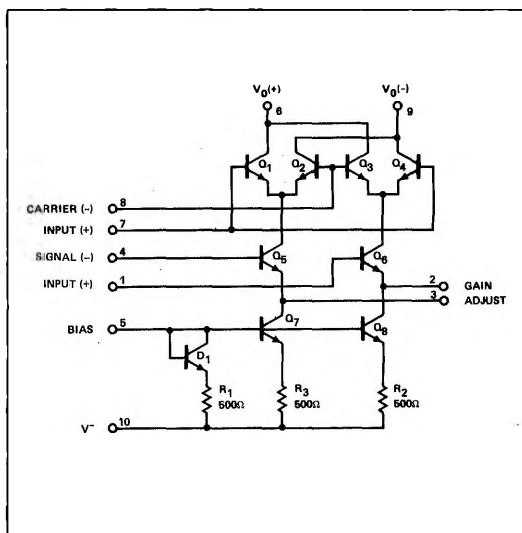 V₀(+) V₀(-)
6 9
Q₁ Q₂ Q₃ Q₄
CARRIER (-) 8
INPUT (+) 7
SIGNAL (-) 4 Q₅ Q₆
INPUT (+) 1
2 GAIN
3 ADJUST
BIAS 5 Q₇ Q₈
D₁
R₁ 500Ω R₃ 500Ω R₂ 500Ω
V⁻ 10